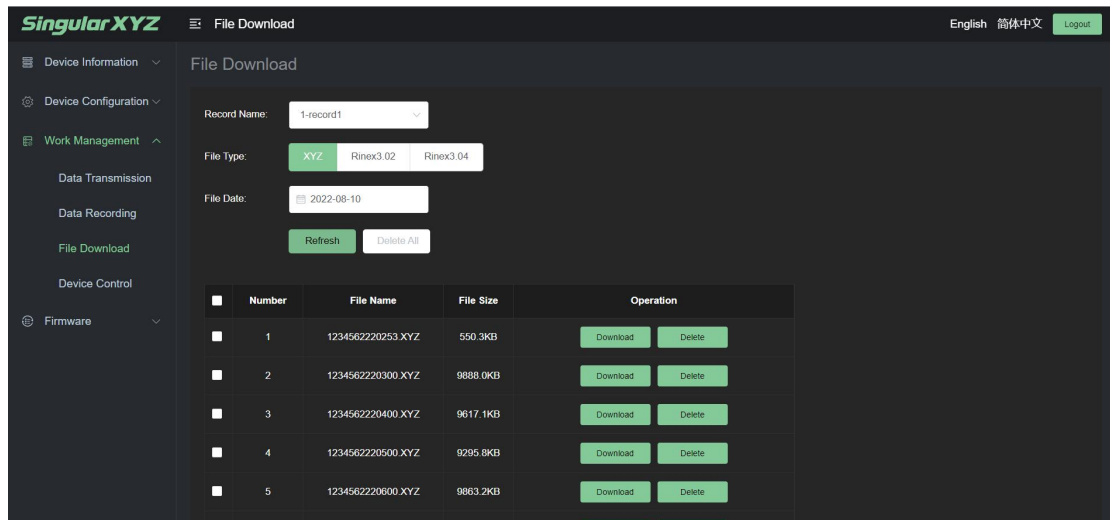 SingularXYZ File Download English 简体中文 Logout
Device Information
Device Configuration
Work Management
Data Transmission
Data Recording
File Download
Device Control
Firmware
File Download
Record Name: 1-record1
File Type: XYZ Rinex3.02 Rinex3.04
File Date: 2022-08-10
Refresh Delete All
Number File Name File Size Operation
1 1234562220253.XYZ 550.3KB Download Delete
2 1234562220300.XYZ 9888.0KB Download Delete
3 1234562220400.XYZ 9617.1KB Download Delete
4 1234562220500.XYZ 9295.8KB Download Delete
5 1234562220600.XYZ 9863.2KB Download Delete